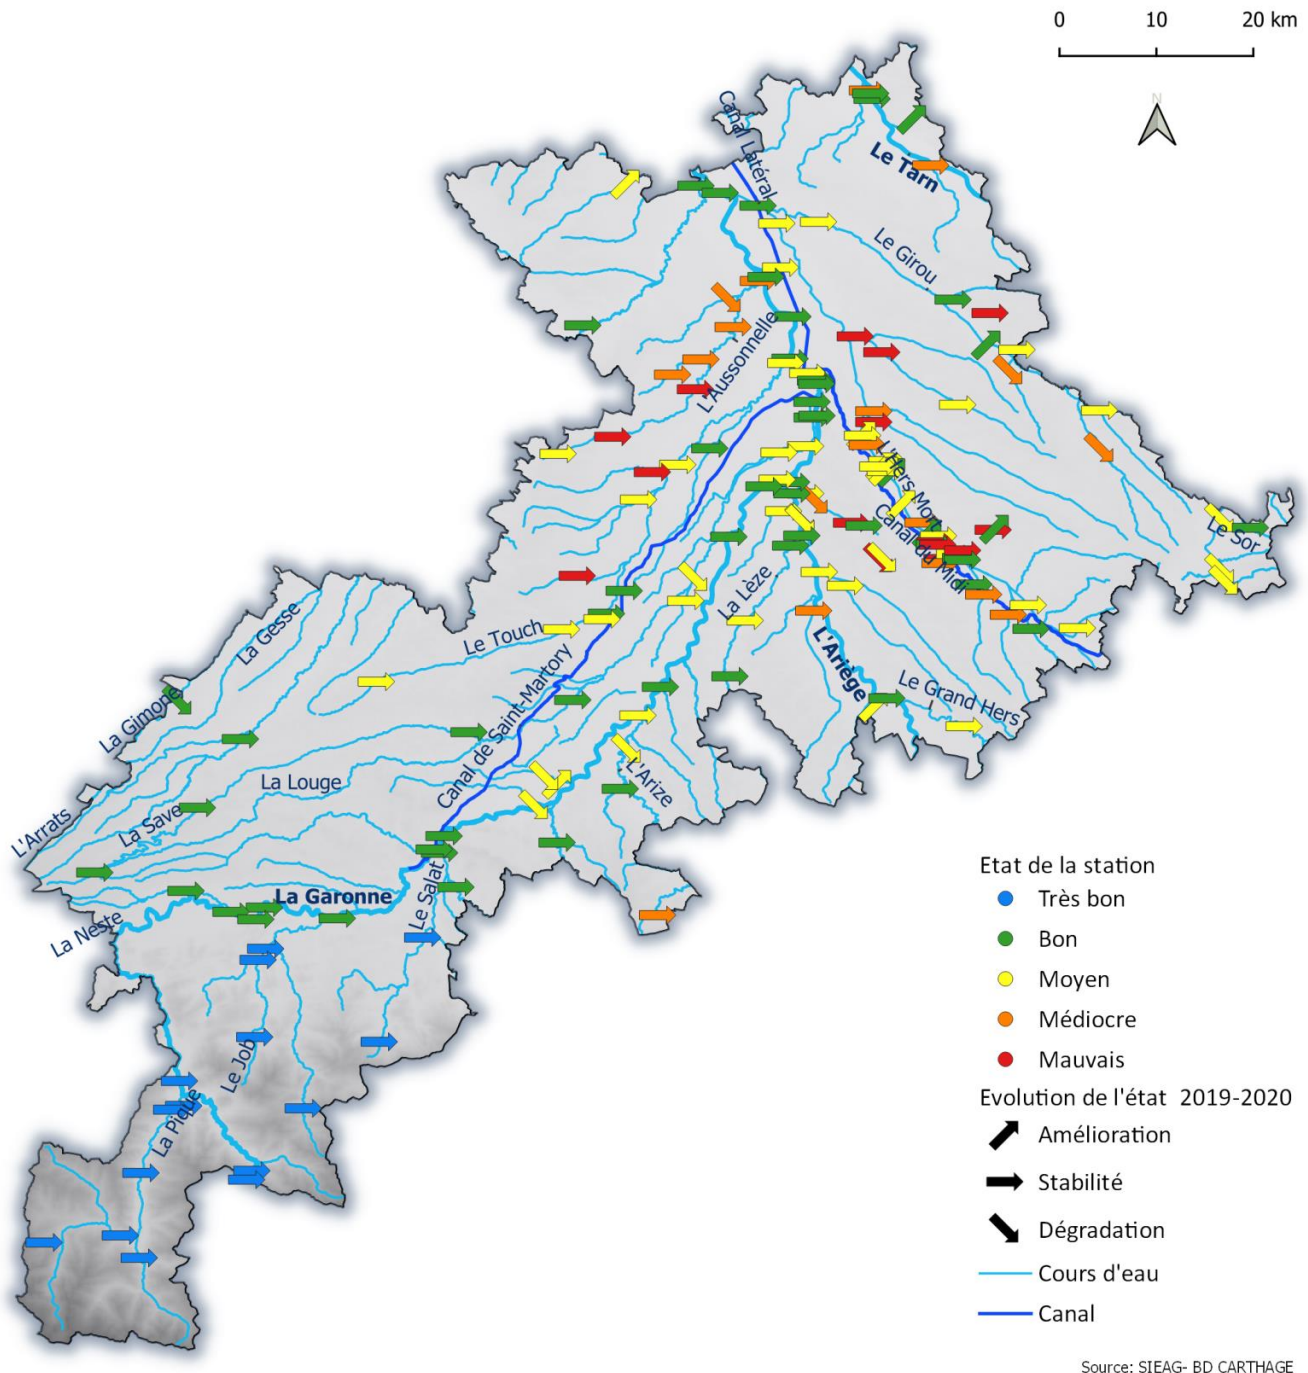 0 10 20 km
N
Canal Latéral
Le Tarn
Le Girou
L'Aussonnelle
L'Hers Mort
Canal du Midi
Le Sor
La Lèze
La Gesse
Le Touch
L'Ariège
Le Grand Hers
La Gimone
Canal de Saint-Martory
La Louge
L'Arize
L'Arrats
La Save
Le Salat
La Garonne
La Neste
Le Job
La Pique
Etat de la station
Très bon
Bon
Moyen
Médiocre
Mauvais
Evolution de l'état 2019-2020
Amélioration
Stabilité
Dégradation
Cours d'eau
Canal
Source: SIEAG- BD CARTHAGE